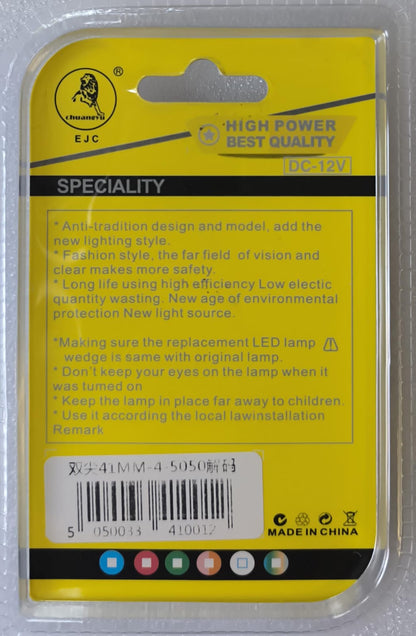 chuangyu
®
EJC
HIGH POWER
BEST QUALITY
DC-12V
SPECIALITY
* Anti-tradition design and model, add the
new lighting style.
* Fashion style, the far field of vision and
clear makes more safety.
* Long life using high efficiency Low electic
quantity wasting. New age of environmental
protection New light source.
*Making sure the replacement LED lamp
wedge is same with original lamp.
* Don't keep your eyes on the lamp when it
was turned on
* Keep the lamp in place far away to children.
* Use it according the local lawinstallation
Remark
双尖41MM-4-5050解码
5 050033 410012
MADE IN CHINA